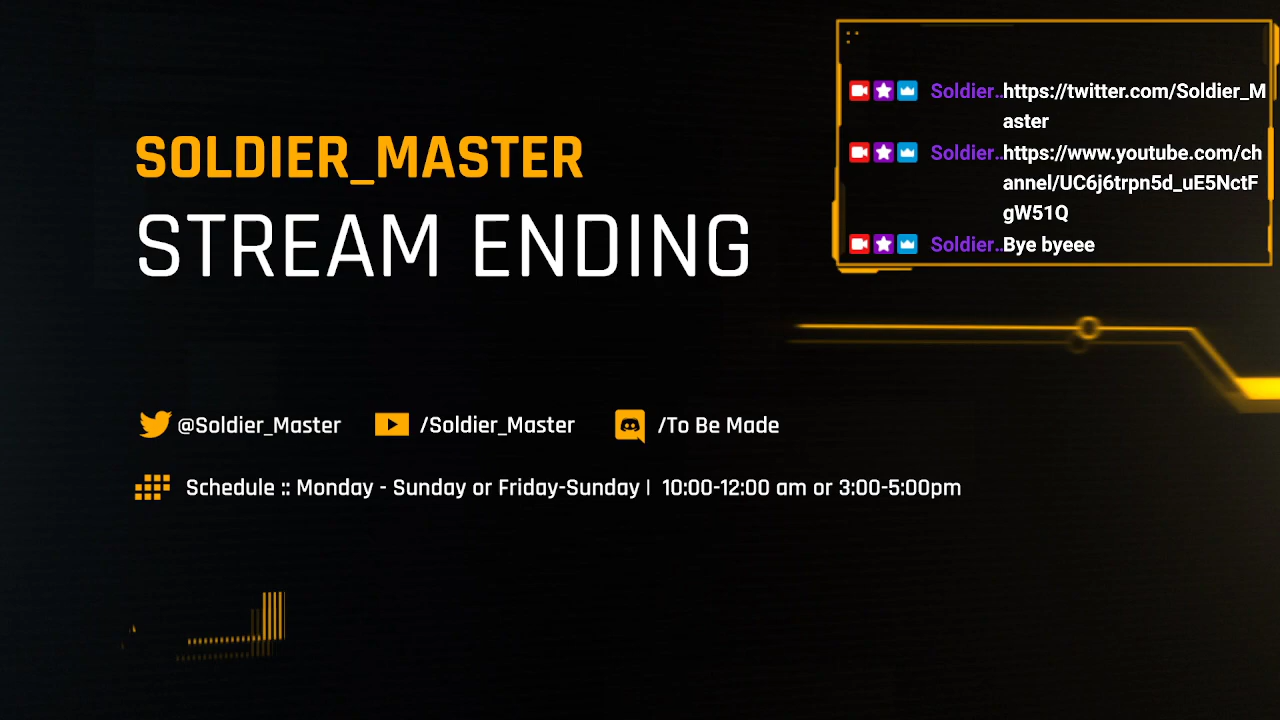 SOLDIER_MASTER
STREAM ENDING
Soldier.. https://twitter.com/Soldier_M
aster
Soldier.. https://www.youtube.com/ch
annel/UC6j6trpn5d_uE5NctF
gW51Q
Soldier.. Bye byeee
@Soldier_Master /Soldier_Master /To Be Made
Schedule :: Monday - Sunday or Friday-Sunday | 10:00-12:00 am or 3:00-5:00pm